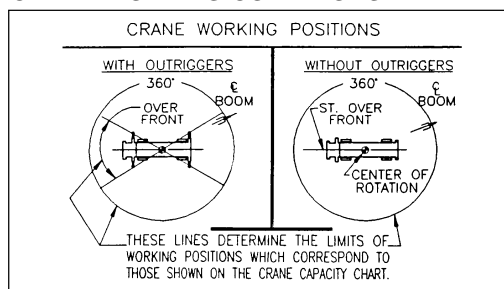 CRANE WORKING POSITIONS
WITH OUTRIGGERS
360°
OVER
FRONT
℄
BOOM
WITHOUT OUTRIGGERS
360°
ST. OVER
FRONT
℄
BOOM
CENTER OF
ROTATION
THESE LINES DETERMINE THE LIMITS OF
WORKING POSITIONS WHICH CORRESPOND TO
THOSE SHOWN ON THE CRANE CAPACITY CHART.